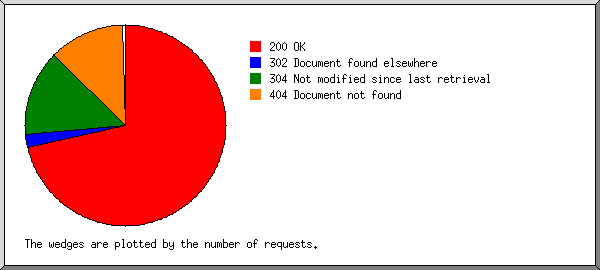 200 OK
302 Document found elsewhere
304 Not modified since last retrieval
404 Document not found
The wedges are plotted by the number of requests.